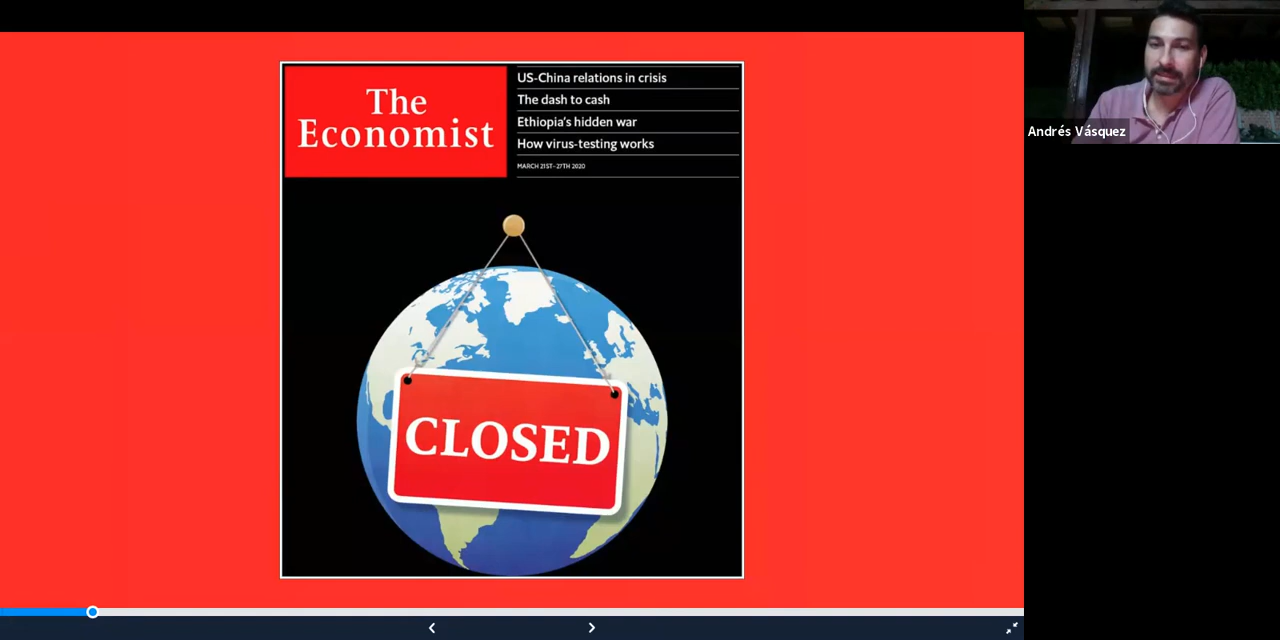 The
Economist
US-China relations in crisis
The dash to cash
Ethiopia's hidden war
How virus-testing works
MARCH 21ST–27TH 2020
CLOSED
Andrés Vásquez